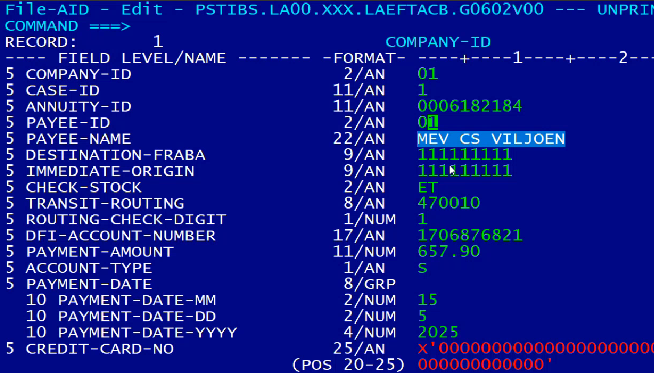 File-AID - Edit - PSTIBS.LA00.XXX.LAEFTACB.G0602V00 --- UNPRIN
COMMAND ===>
RECORD: 1 COMPANY-ID
---- FIELD LEVEL/NAME ------- -FORMAT- ----+----1----+----2---
5 COMPANY-ID 2/AN 01
5 CASE-ID 11/AN 1
5 ANNUITY-ID 11/AN 0006182184
5 PAYEE-ID 2/AN 01
5 PAYEE-NAME 22/AN MEV CS VILJOEN
5 DESTINATION-FRABA 9/AN 111111111
5 IMMEDIATE-ORIGIN 9/AN 111111111
5 CHECK-STOCK 2/AN ET
5 TRANSIT-ROUTING 8/AN 470010
5 ROUTING-CHECK-DIGIT 1/NUM 1
5 DFI-ACCOUNT-NUMBER 17/AN 1706876821
5 PAYMENT-AMOUNT 11/NUM 657.90
5 ACCOUNT-TYPE 1/AN S
5 PAYMENT-DATE 8/GRP
10 PAYMENT-DATE-MM 2/NUM 15
10 PAYMENT-DATE-DD 2/NUM 5
10 PAYMENT-DATE-YYYY 4/NUM 2025
5 CREDIT-CARD-NO 25/AN X'0000000000000000000000
(POS 20-25) 000000000000'